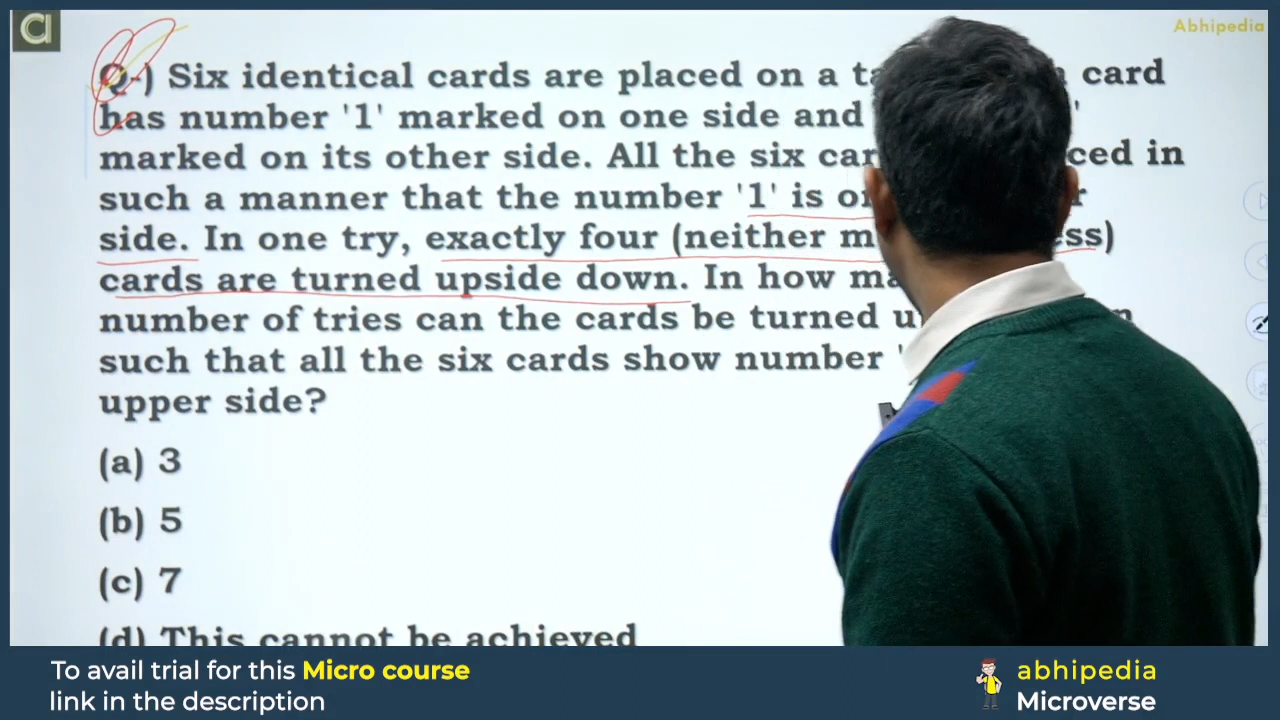 a
Abhipedia
Q-) Six identical cards are placed on a card
has number '1' marked on one side and
marked on its other side. All the six ced in
such a manner that the number '1' is
side. In one try, exactly four (neither
cards are turned upside down. In how
number of tries can the cards be turned
such that all the six cards show number
upper side?
(a) 3
(b) 5
(c) 7
(d) This cannot be achieved
To avail trial for this Micro course
link in the description
abhipedia
Microverse